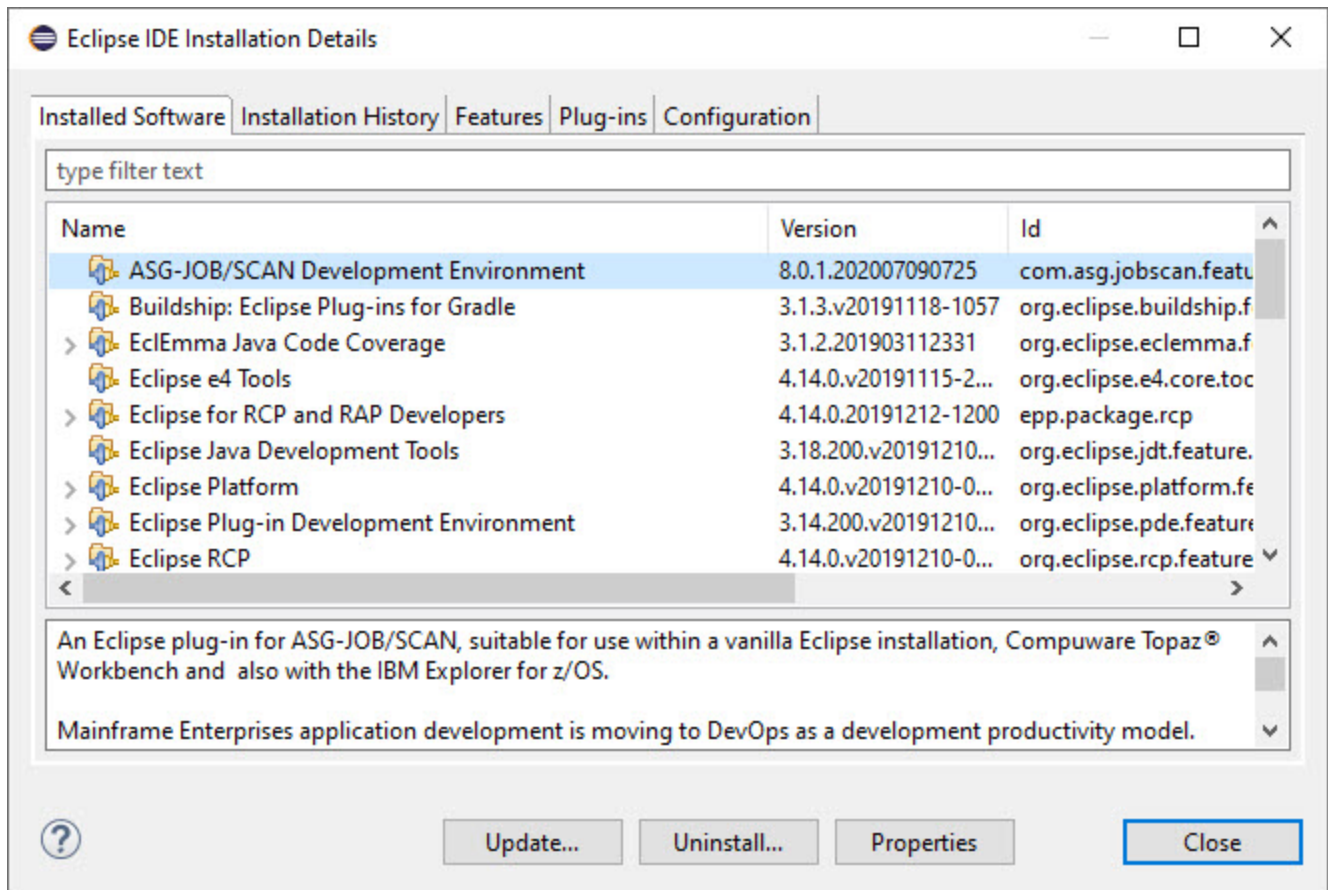 Eclipse IDE Installation Details
Installed Software Installation History Features Plug-ins Configuration
type filter text
Name Version Id
ASG-JOB/SCAN Development Environment 8.0.1.202007090725 com.asg.jobscan.featu
Buildship: Eclipse Plug-ins for Gradle 3.1.3.v20191118-1057 org.eclipse.buildship.f
EclEmma Java Code Coverage 3.1.2.201903112331 org.eclipse.eclemma.f
Eclipse e4 Tools 4.14.0.v20191115-2... org.eclipse.e4.core.toc
Eclipse for RCP and RAP Developers 4.14.0.20191212-1200 epp.package.rcp
Eclipse Java Development Tools 3.18.200.v20191210... org.eclipse.jdt.feature.
Eclipse Platform 4.14.0.v20191210-0... org.eclipse.platform.fe
Eclipse Plug-in Development Environment 3.14.200.v20191210... org.eclipse.pde.feature
Eclipse RCP 4.14.0.v20191210-0... org.eclipse.rcp.feature
An Eclipse plug-in for ASG-JOB/SCAN, suitable for use within a vanilla Eclipse installation, Compuware Topaz®
Workbench and also with the IBM Explorer for z/OS.
Mainframe Enterprises application development is moving to DevOps as a development productivity model.
? Update... Uninstall... Properties Close